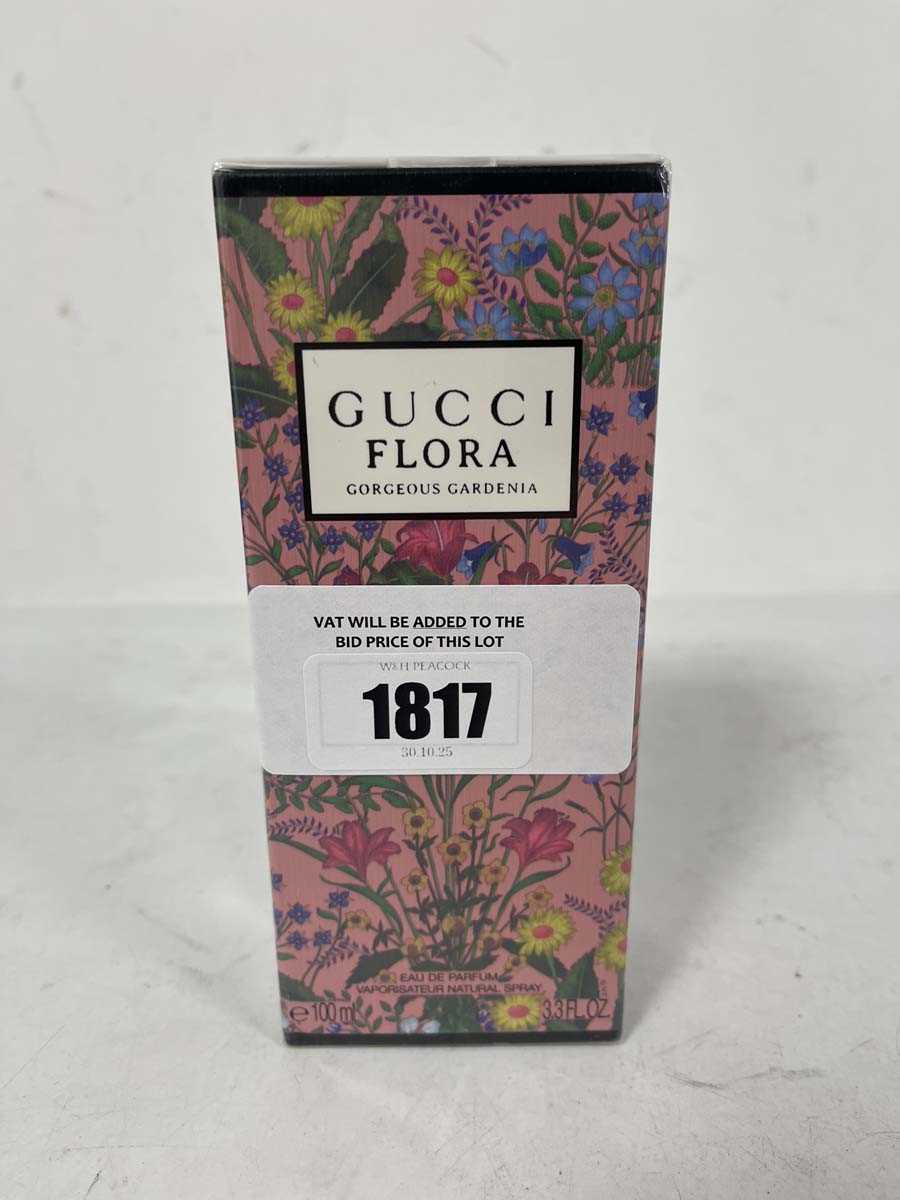 GUCCI
FLORA
GORGEOUS GARDENIA
VAT WILL BE ADDED TO THE
BID PRICE OF THIS LOT
W&H PEACOCK
1817
30.10.25
EAU DE PARFUM
VAPORISATEUR NATURAL SPRAY
e 100 ml
3.3 FL.OZ.